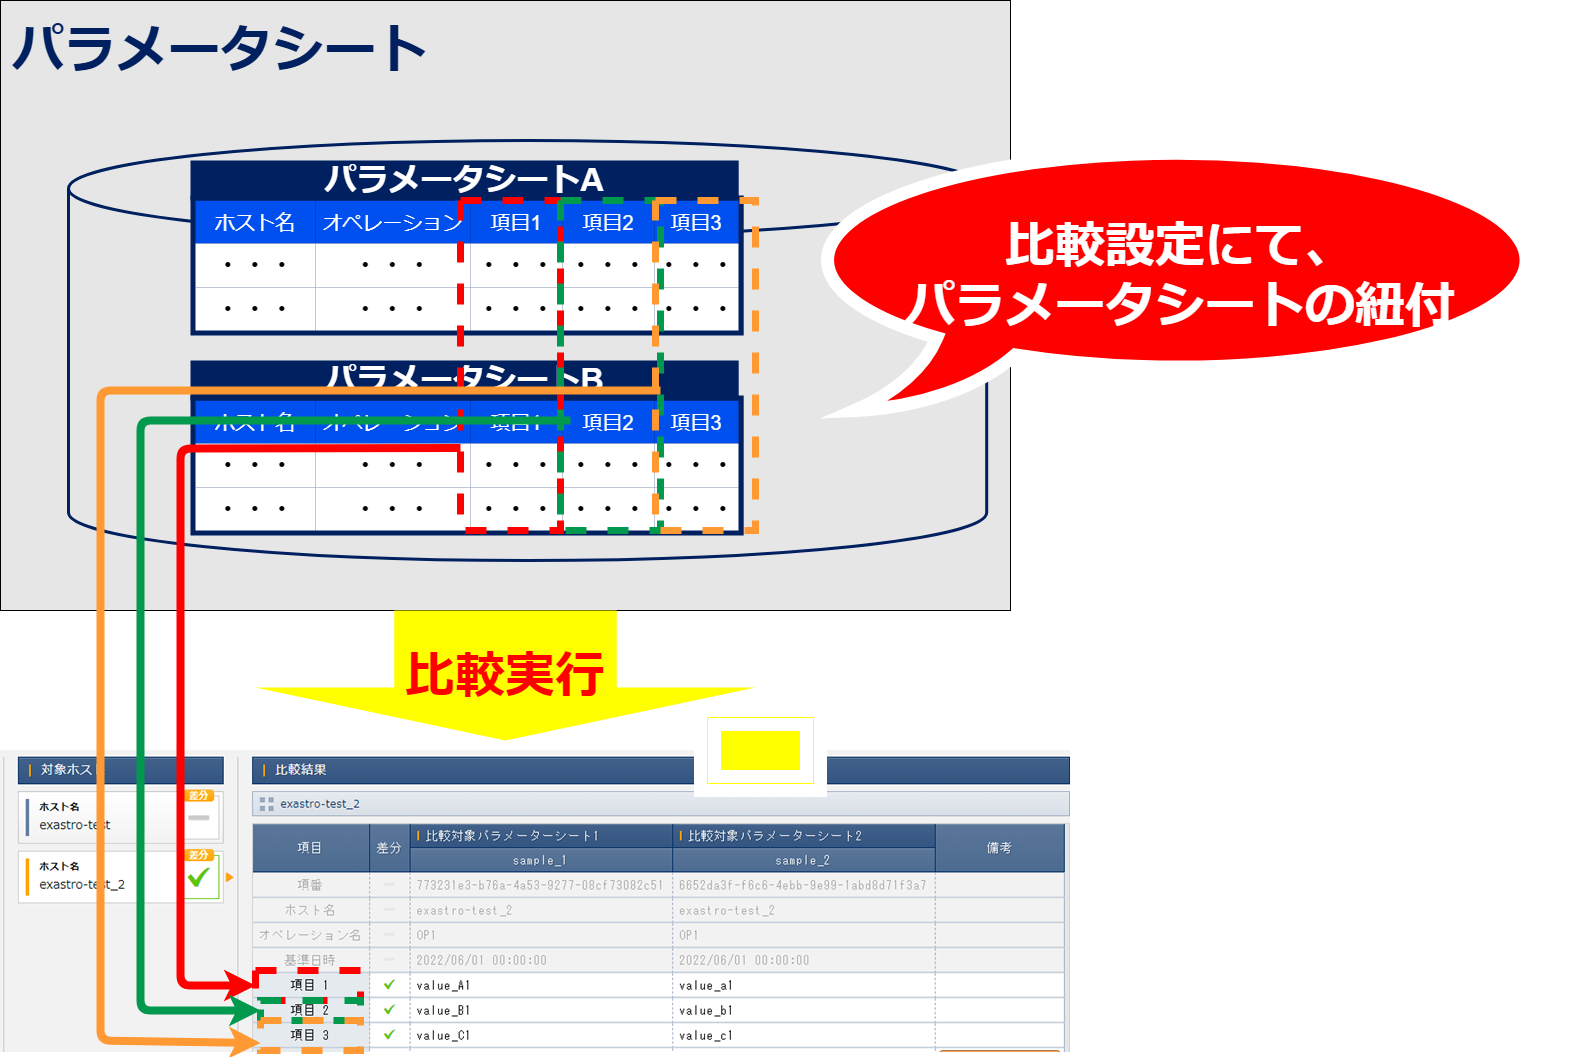 パラメータシート
パラメータシートA
ホスト名 オペレーション 項目1 項目2 項目3
・・・ ・・・ ・・・ ・・・ ・・・
・・・ ・・・ ・・・ ・・・ ・・・
パラメータシートB
ホスト名 オペレーション 項目1 項目2 項目3
・・・ ・・・ ・・・ ・・・ ・・・
・・・ ・・・ ・・・ ・・・ ・・・
比較設定にて、
パラメータシートの紐付
比較実行
対象ホス
ホスト名
exastro-test
差分
ホスト名
exastro-test_2
差分
比較結果
exastro-test_2
項目 差分 比較対象パラメーターシート1 比較対象パラメーターシート2 備考
sample_1 sample_2
項番 773231e3-b76a-4a53-9277-08cf73082c51 6652da3f-f6c6-4ebb-9e99-1abd8d71f3a7
ホスト名 exastro-test_2 exastro-test_2
オペレーション名 OP1 OP1
基準日時 2022/06/01 00:00:00 2022/06/01 00:00:00
項目 1 value_A1 value_a1
項目 2 value_B1 value_b1
項目 3 value_C1 value_c1